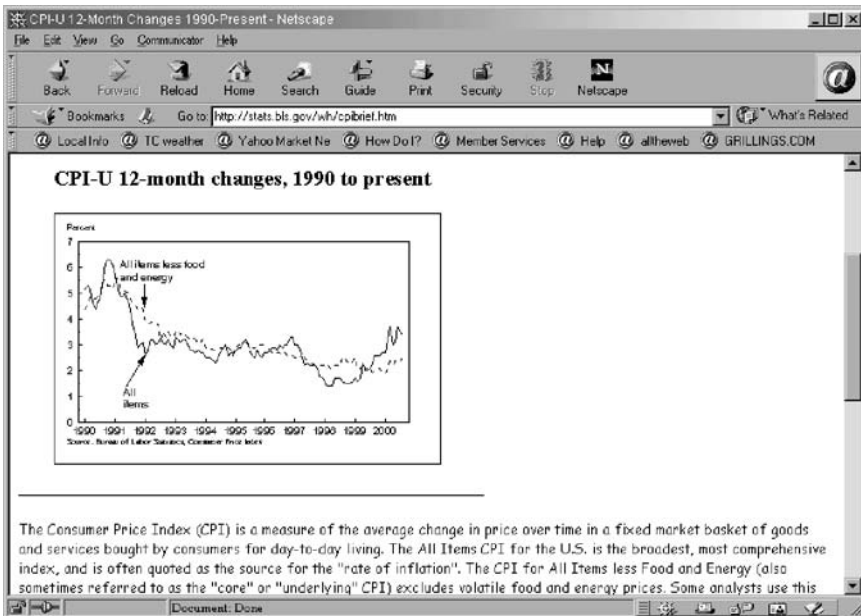 CPI-U 12-Month Changes 1990-Present - Netscape
File Edit View Go Communicator Help
Back Forward Reload Home Search Guide Print Security Stop Netscape
Bookmarks Go to: http://stats.bls.gov/wh/cpibrief.htm What's Related
Local Info TC weather Yahoo Market Ne How Do I? Member Services Help alltheweb GRILLINGS.COM
CPI-U 12-month changes, 1990 to present
Percent
7
6
All items less food
and energy
5
4
3
2
1
All
items
0
1990 1991 1992 1993 1994 1995 1996 1997 1998 1999 2000
Source: Bureau of Labor Statistics, Consumer Price Index
The Consumer Price Index (CPI) is a measure of the average change in price over time in a fixed market basket of goods
and services bought by consumers for day-to-day living. The All Items CPI for the U.S. is the broadest, most comprehensive
index, and is often quoted as the source for the "rate of inflation". The CPI for All Items less Food and Energy (also
sometimes referred to as the "core" or "underlying" CPI) excludes volatile food and energy prices. Some analysts use this
Document: Done